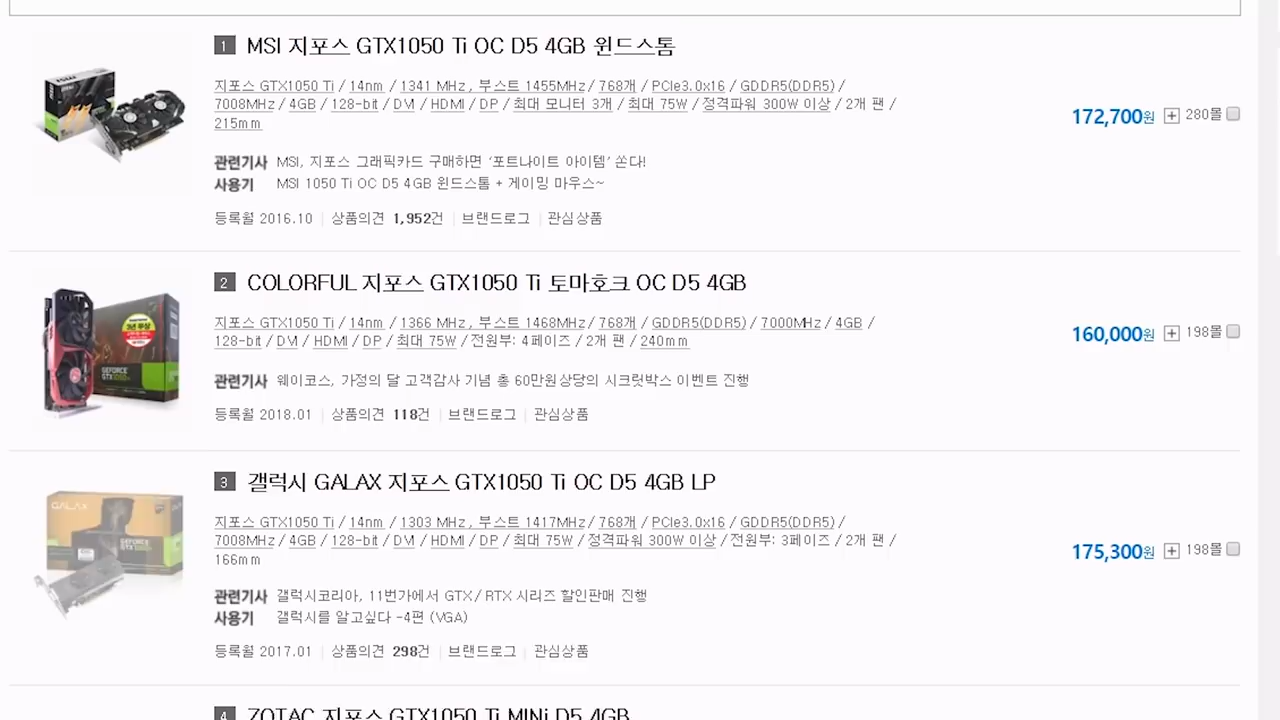 1 MSI 지포스 GTX1050 Ti OC D5 4GB 윈드스톰
지포스 GTX1050 Ti / 14nm / 1341 MHz , 부스트 1455MHz / 768개 / PCIe3.0x16 / GDDR5(DDR5) /
7008MHz / 4GB / 128-bit / DVI / HDMI / DP / 최대 모니터 3개 / 최대 75W / 정격파워 300W 이상 / 2개 팬 /
215mm
172,700원 280몰
관련기사 MSI, 지포스 그래픽카드 구매하면 '포트나이트 아이템' 쏜다!
사용기 MSI 1050 Ti OC D5 4GB 윈드스톰 + 게이밍 마우스~
등록월 2016.10 | 상품의견 1,952건 | 브랜드로그 | 관심상품
2 COLORFUL 지포스 GTX1050 Ti 토마호크 OC D5 4GB
지포스 GTX1050 Ti / 14nm / 1366 MHz , 부스트 1468MHz / 768개 / GDDR5(DDR5) / 7000MHz / 4GB /
128-bit / DVI / HDMI / DP / 최대 75W / 전원부: 4페이즈 / 2개 팬 / 240mm
160,000원 198몰
관련기사 웨이코스, 가정의 달 고객감사 기념 총 60만원상당의 시크릿박스 이벤트 진행
등록월 2018.01 | 상품의견 118건 | 브랜드로그 | 관심상품
3 갤럭시 GALAX 지포스 GTX1050 Ti OC D5 4GB LP
지포스 GTX1050 Ti / 14nm / 1303 MHz , 부스트 1417MHz / 768개 / PCIe3.0x16 / GDDR5(DDR5) /
7008MHz / 4GB / 128-bit / DVI / HDMI / DP / 최대 75W / 정격파워 300W 이상 / 전원부: 3페이즈 / 2개 팬 /
166mm
175,300원 198몰
관련기사 갤럭시코리아, 11번가에서 GTX/RTX 시리즈 할인판매 진행
사용기 갤럭시를 알고싶다 -4편 (VGA)
등록월 2017.01 | 상품의견 298건 | 브랜드로그 | 관심상품
4 ZOTAC 지포스 GTX1050 Ti MINi D5 4GB